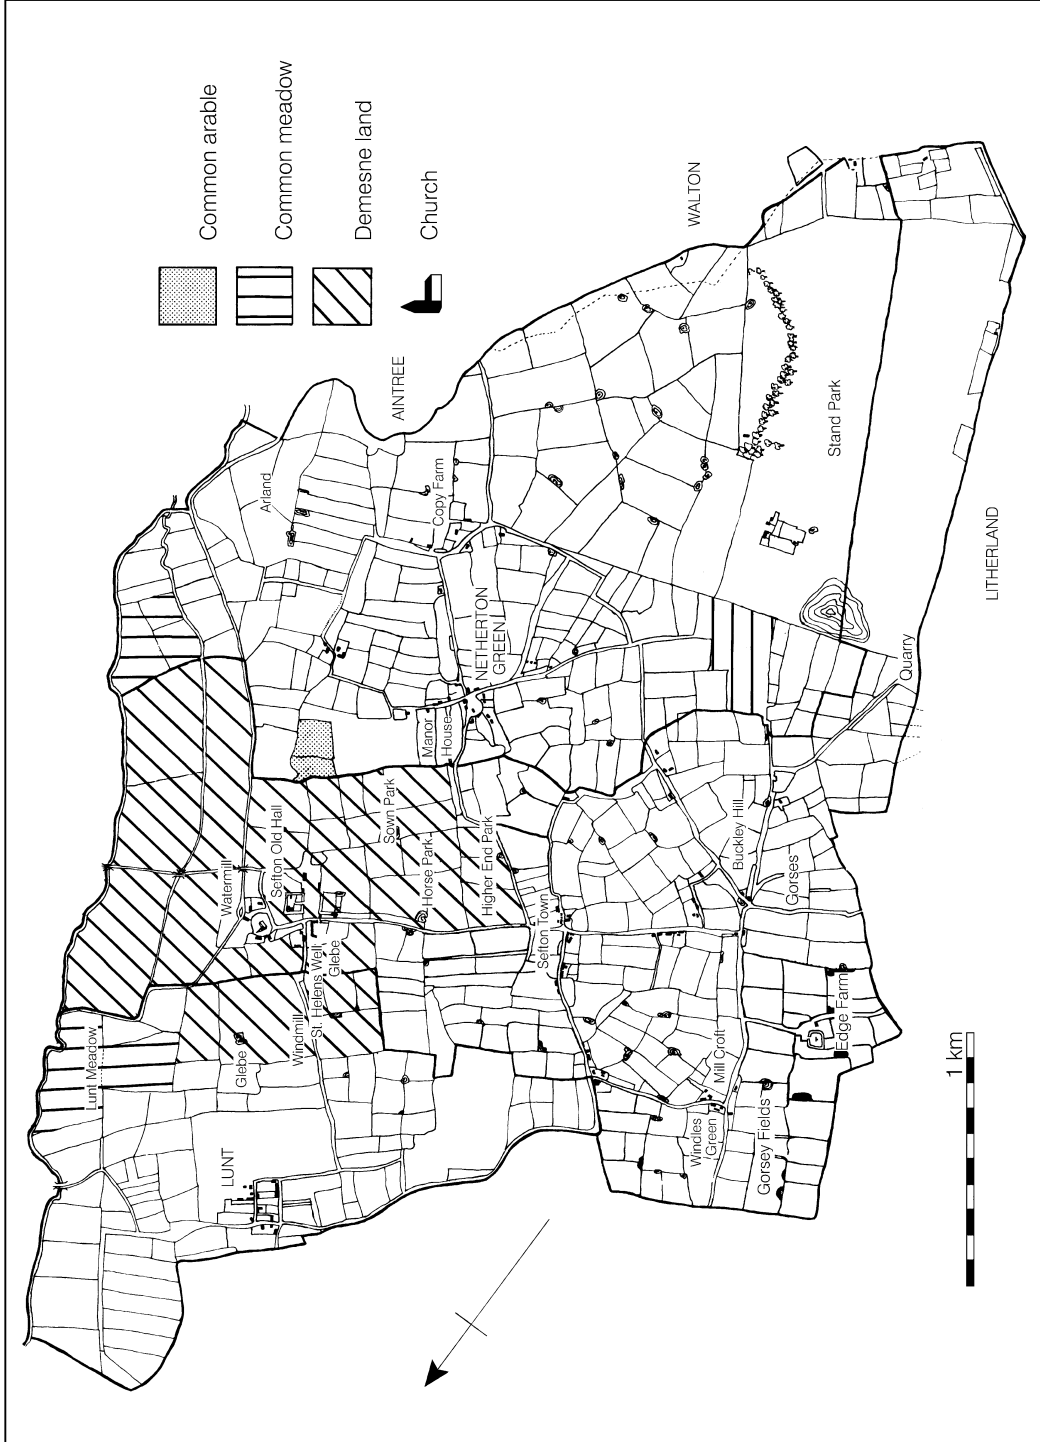 Common arable
Common meadow
Demesne land
Church
WALTON
AINTREE
LITHERLAND
Stand Park
Quarry
Arland
Copy Farm
NETHERTON
GREEN
Manor
House
Sown Park
Horse Park
Higher End Park
Sefton Old Hall
Watermill
St. Helens Well
Glebe
Windmill
Glebe
Lunt Meadow
LUNT
Sefton Town
Buckley Hill
Gorses
Edge Farm
Mill Croft
Windles
Green
Gorsey Fields
1 km